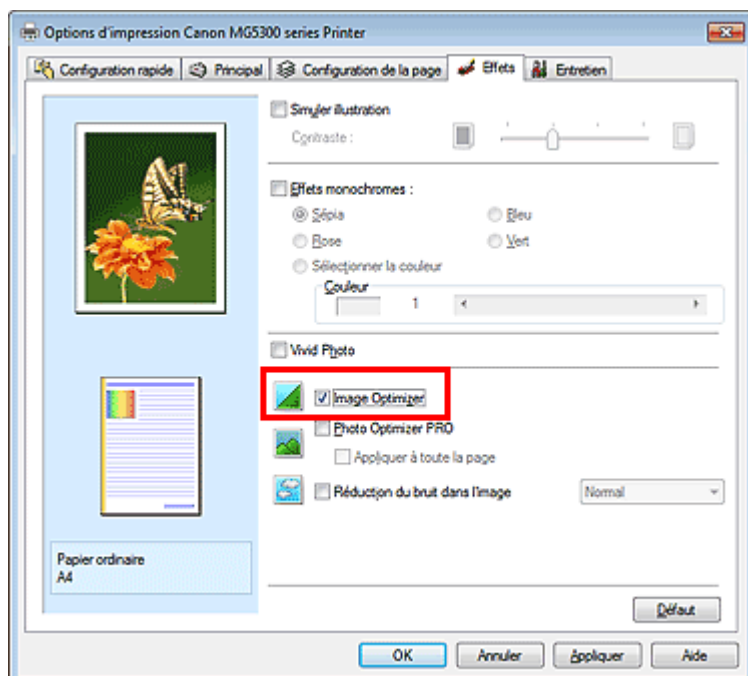 Options d'impression Canon MG5300 series Printer
Configuration rapide Principal Configuration de la page Effets Entretien
Simuler illustration
Contraste :
Effets monochromes :
Sépia Bleu
Rose Vert
Sélectionner la couleur
Couleur
1
Vivid Photo
Image Optimizer
Photo Optimizer PRO
Appliquer à toute la page
Réduction du bruit dans l'image Normal
Papier ordinaire
A4
Défaut
OK Annuler Appliquer Aide